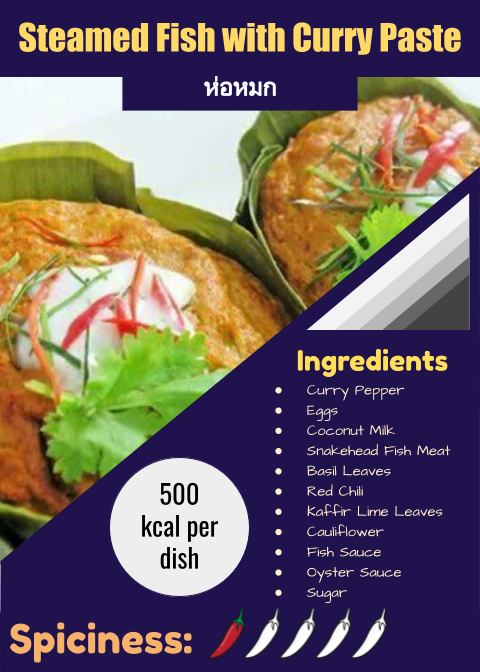 Steamed Fish with Curry Paste
ห่อหมก
Ingredients
● Curry Pepper
● Eggs
● Coconut Milk
● Snakehead Fish Meat
● Basil Leaves
● Red Chili
● Kaffir Lime Leaves
● Cauliflower
● Fish Sauce
● Oyster Sauce
● Sugar
500
kcal per
dish
Spiciness: